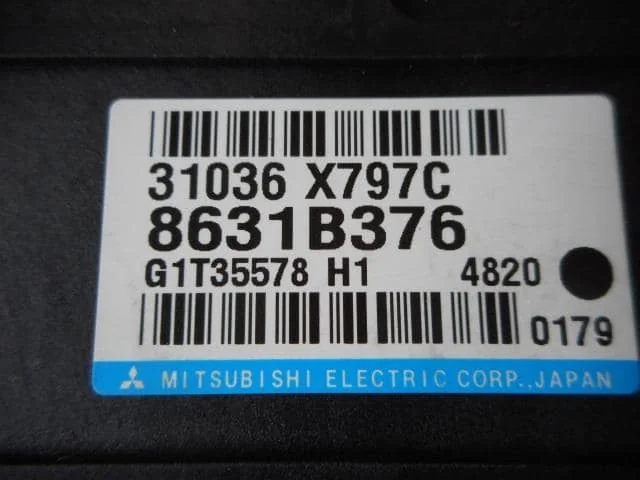 31036 X797C
8631B376
G1T35578 H1 4820
0179
MITSUBISHI ELECTRIC CORP., JAPAN